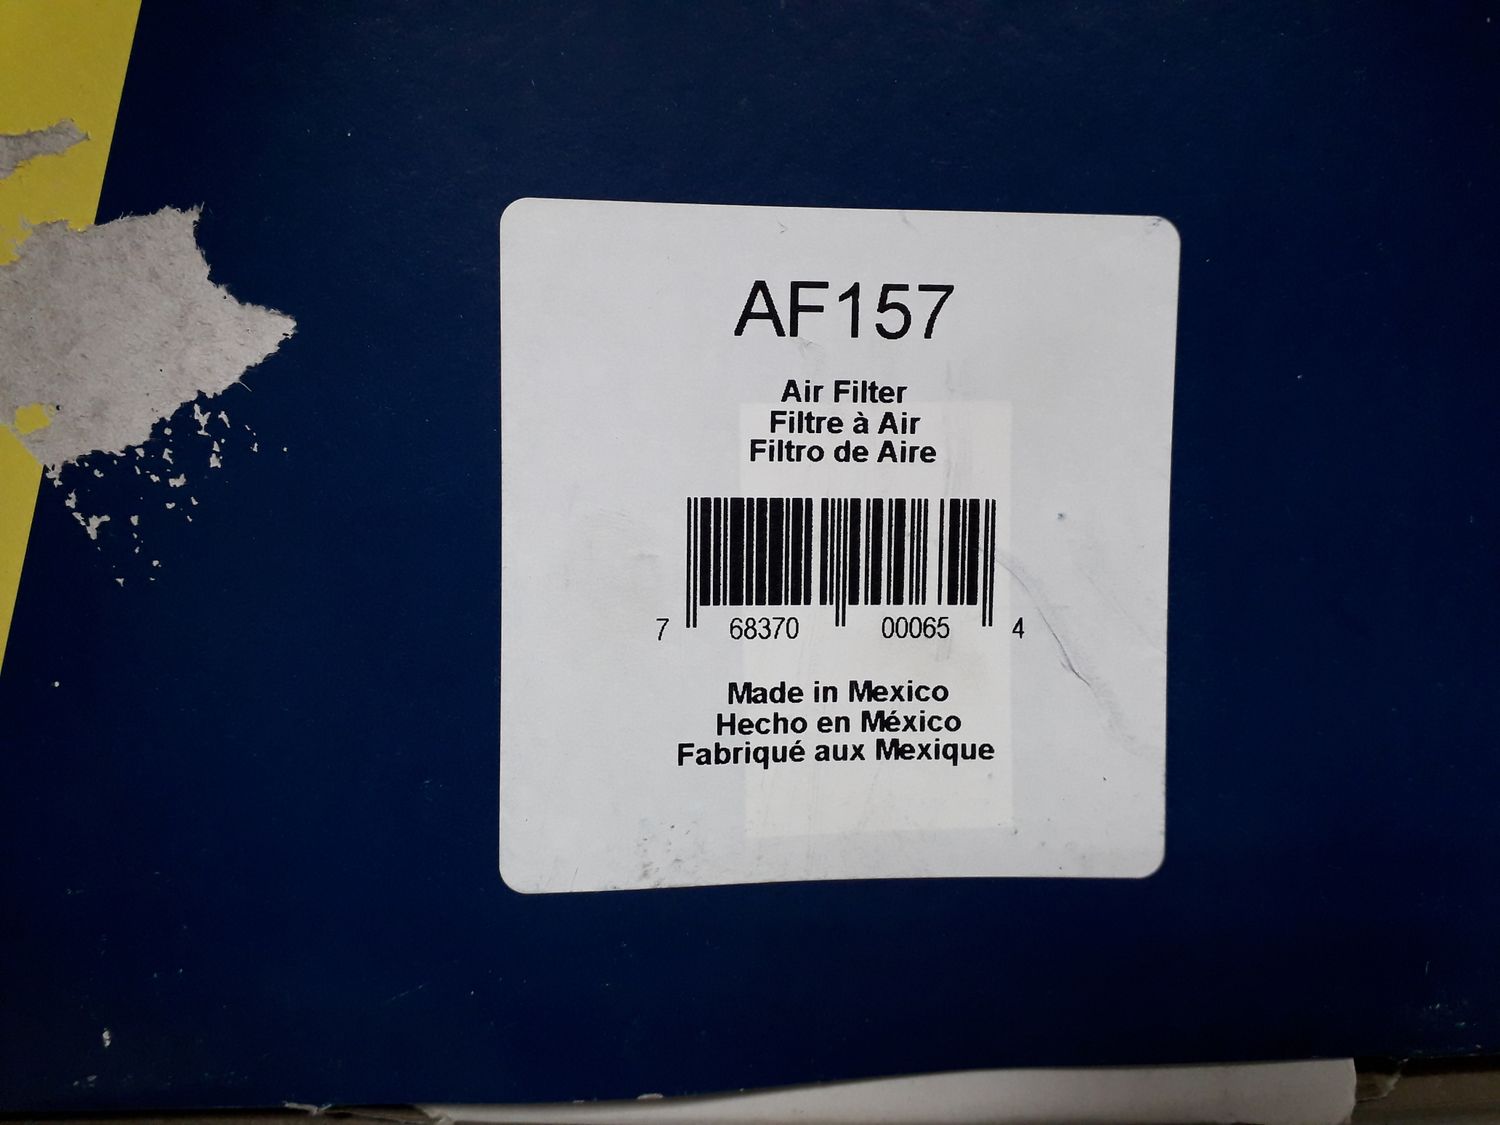 AF157
Air Filter
Filtre à Air
Filtro de Aire
7 68370 00065 4
Made in Mexico
Hecho en México
Fabriqué aux Mexique